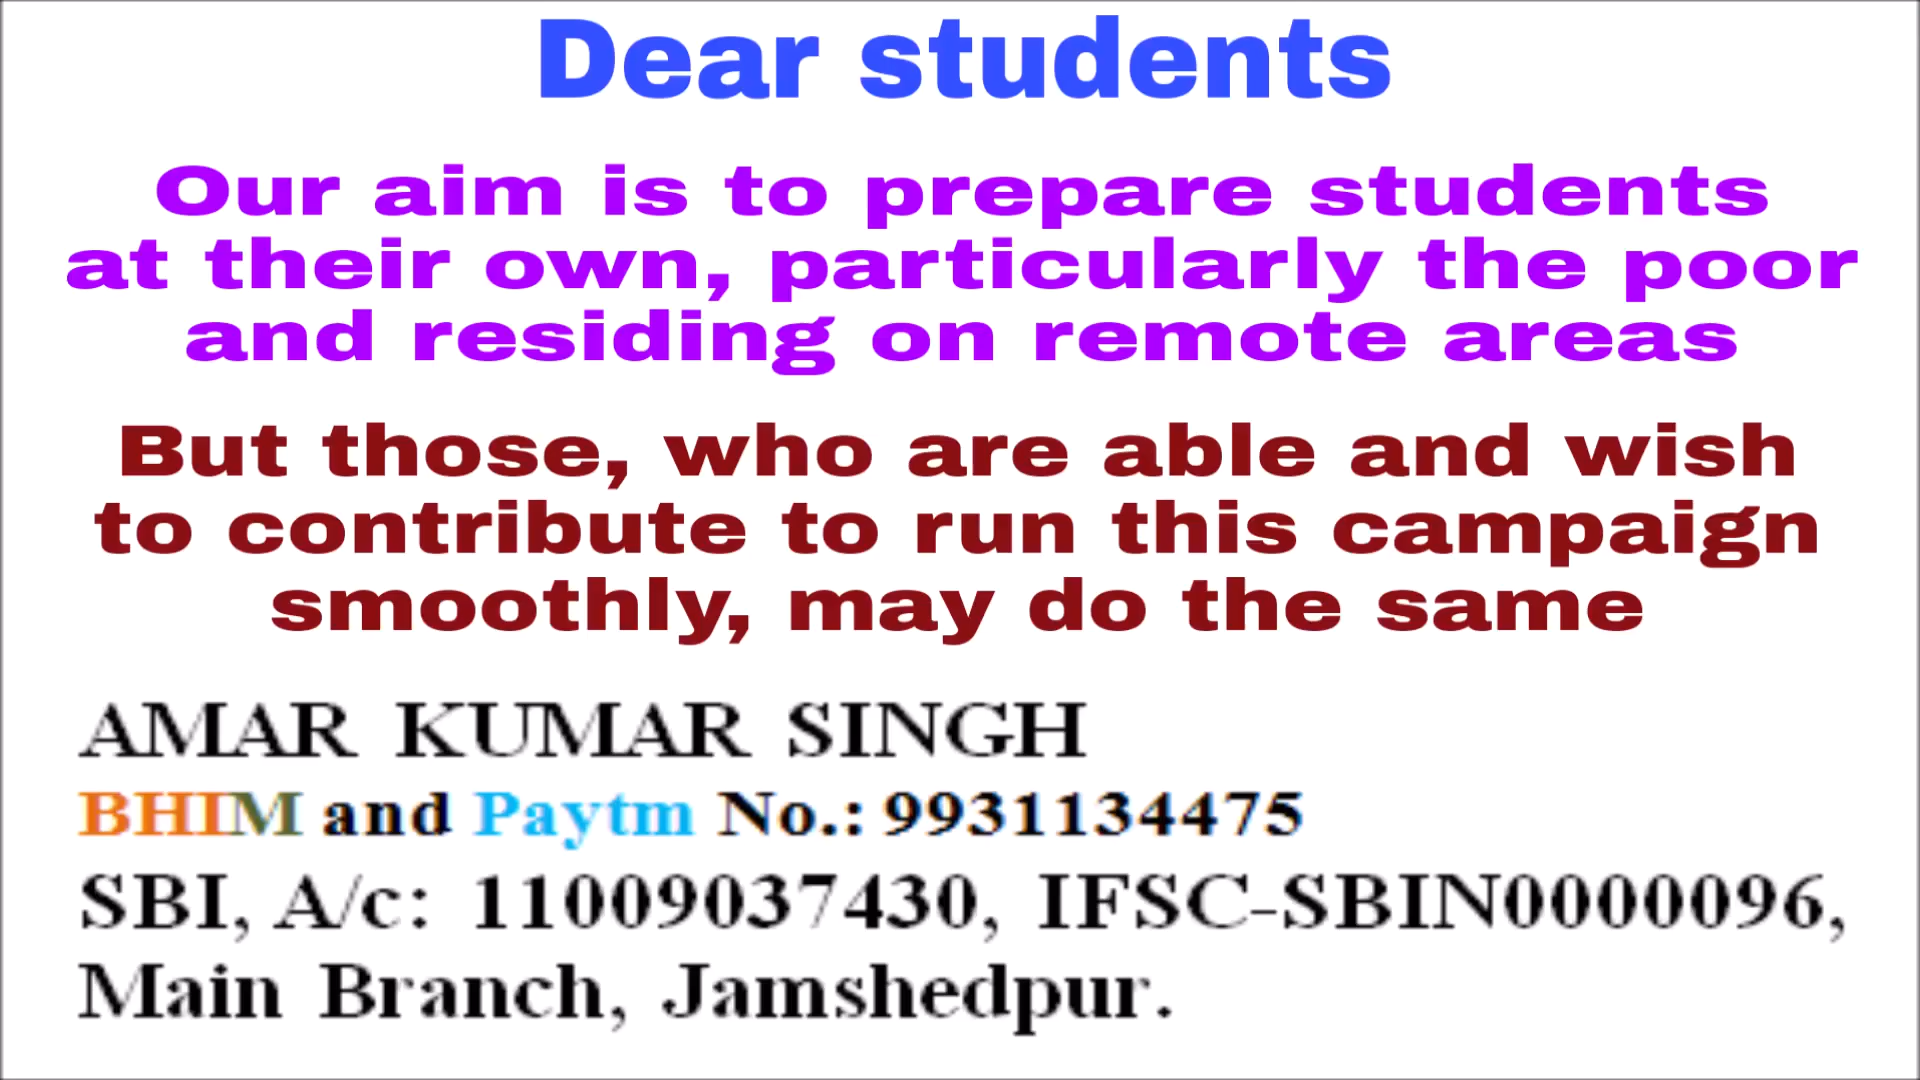 Dear students
Our aim is to prepare students
at their own, particularly the poor
and residing on remote areas
But those, who are able and wish
to contribute to run this campaign
smoothly, may do the same
AMAR KUMAR SINGH
BHIM and Paytm No.: 9931134475
SBI, A/c: 11009037430, IFSC-SBIN0000096,
Main Branch, Jamshedpur.